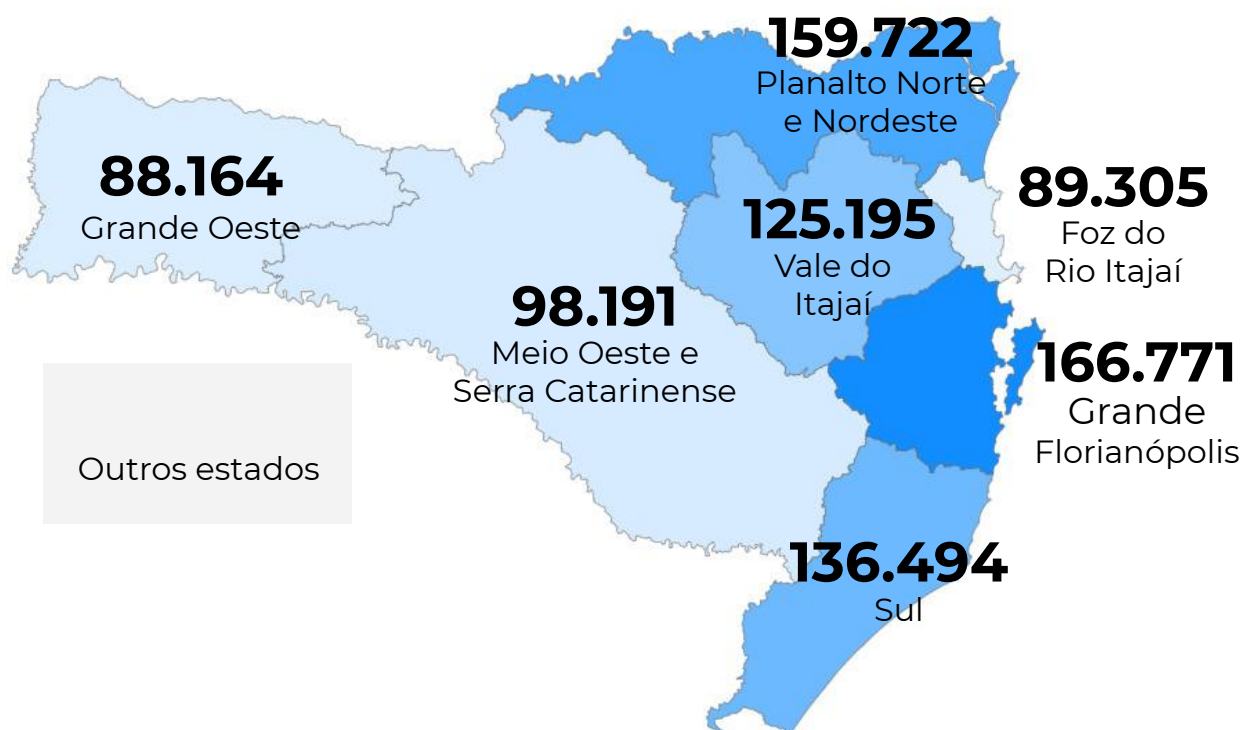 159.722
Planalto Norte
e Nordeste
88.164
Grande Oeste
125.195
Vale do
Itajaí
89.305
Foz do
Rio Itajaí
98.191
Meio Oeste e
Serra Catarinense
166.771
Grande
Florianópolis
Outros estados
136.494
Sul